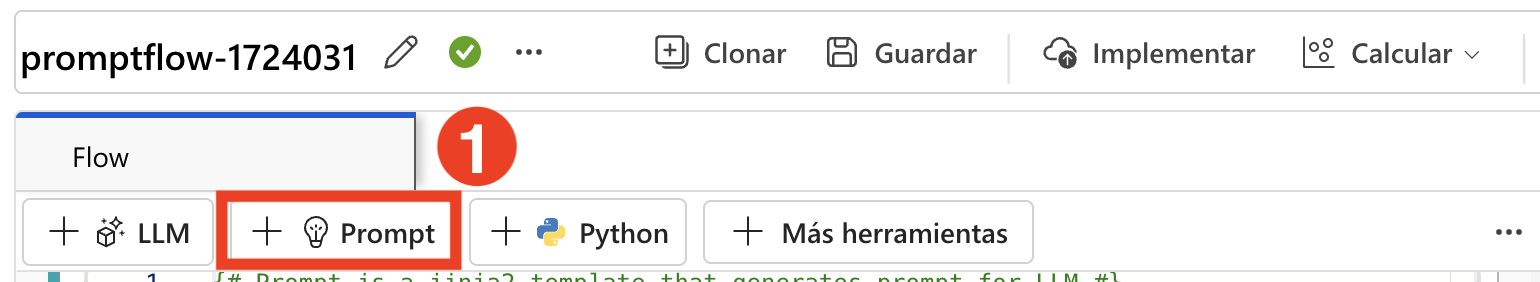 promptflow-1724031 ... Clonar Guardar Implementar Calcular
Flow 1
+ LLM + Prompt + Python + Más herramientas ...
1 {# Prompt is a jinja2 template that generates prompt for LLM #}